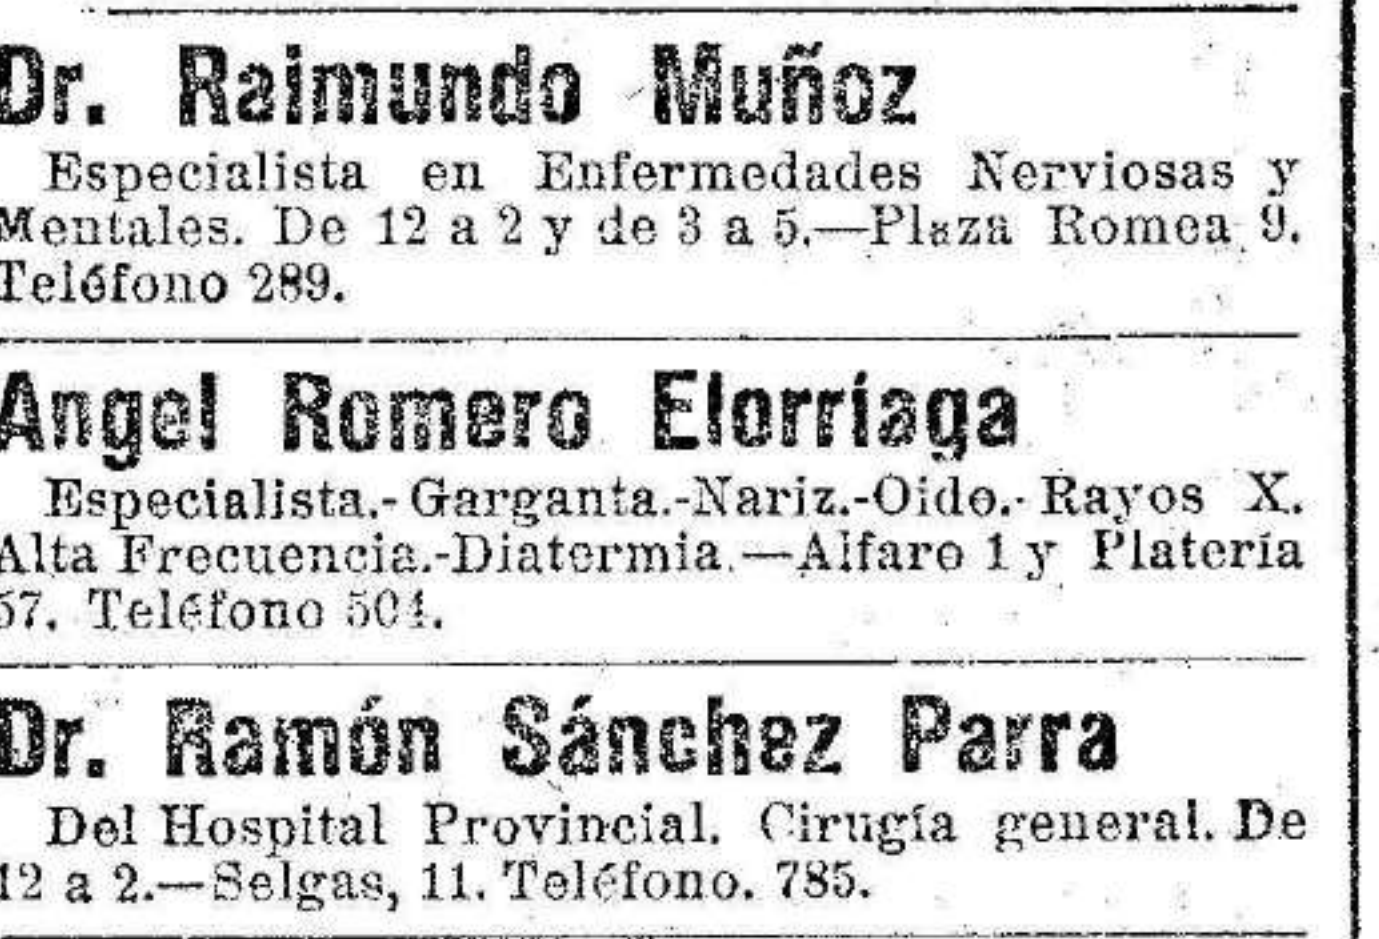 Dr. Raimundo Muñoz
Especialista en Enfermedades Nerviosas y
Mentales. De 12 a 2 y de 3 a 5.—Plaza Romea 9.
Teléfono 289.
Angel Romero Elorriaga
Especialista.-Garganta.-Nariz.-Oido.-Rayos X.
Alta Frecuencia.-Diatermia.—Alfaro 1 y Platería
57. Teléfono 504.
Dr. Ramón Sánchez Parra
Del Hospital Provincial. Cirugía general. De
12 a 2.—Selgas, 11. Teléfono. 785.